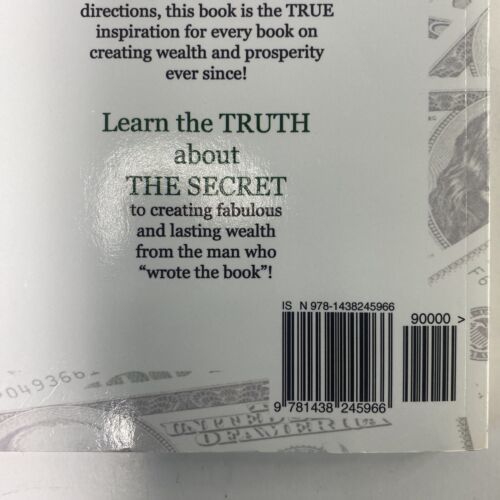 directions, this book is the TRUE
inspiration for every book on
creating wealth and prosperity
ever since!
Learn the TRUTH
about
THE SECRET
to creating fabulous
and lasting wealth
from the man who
“wrote the book”!
IS N 978-1438245966
90000 >
9 781438 245966
F6
049366